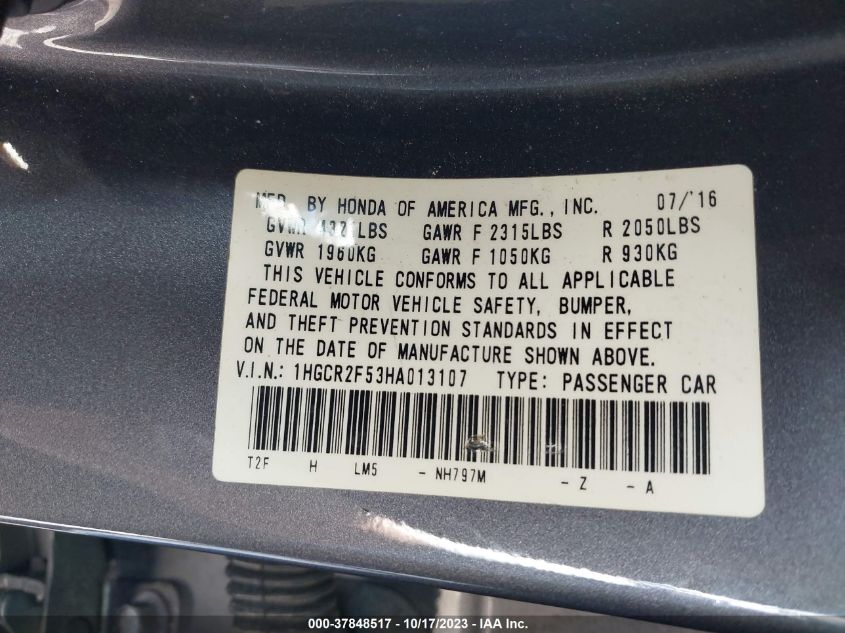 MFD. BY HONDA OF AMERICA MFG., INC. 07/'16
GVWR 4321LBS GAWR F 2315LBS R 2050LBS
GVWR 1960KG GAWR F 1050KG R 930KG
THIS VEHICLE CONFORMS TO ALL APPLICABLE
FEDERAL MOTOR VEHICLE SAFETY, BUMPER,
AND THEFT PREVENTION STANDARDS IN EFFECT
ON THE DATE OF MANUFACTURE SHOWN ABOVE.
V.I.N.: 1HGCR2F53HA013107 TYPE: PASSENGER CAR
T2F H LM5 - NH797M - Z - A
000-37848517 - 10/17/2023 - IAA Inc.